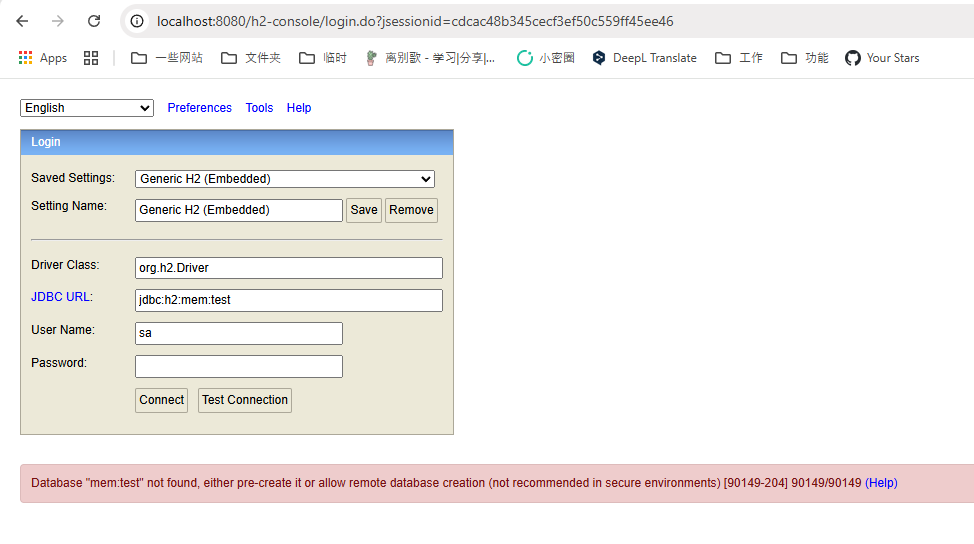 localhost:8080/h2-console/login.do?jsessionid=cdcac48b345cecf3ef50c559ff45ee46
Apps 一些网站 文件夹 临时 离别歌 - 学习|分享|... 小密圈 DeepL Translate 工作 功能 Your Stars
English Preferences Tools Help
Login
Saved Settings: Generic H2 (Embedded)
Setting Name: Generic H2 (Embedded) Save Remove
Driver Class: org.h2.Driver
JDBC URL: jdbc:h2:mem:test
User Name: sa
Password:
Connect Test Connection
Database "mem:test" not found, either pre-create it or allow remote database creation (not recommended in secure environments) [90149-204] 90149/90149 (Help)